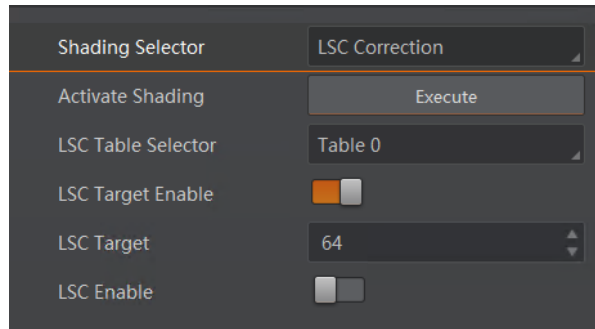 Shading Selector LSC Correction
Activate Shading Execute
LSC Table Selector Table 0
LSC Target Enable
LSC Target 64
LSC Enable